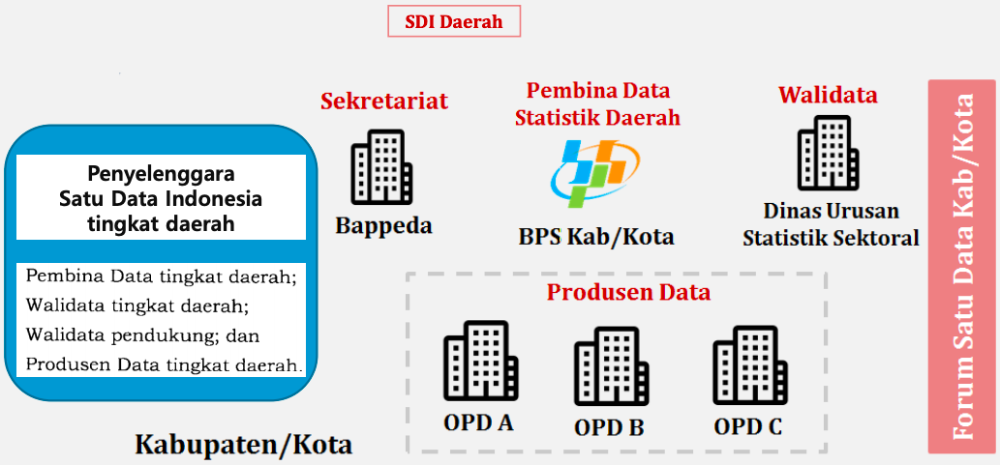 SDI Daerah
Penyelenggara
Satu Data Indonesia
tingkat daerah
Pembina Data tingkat daerah;
Walidata tingkat daerah;
Walidata pendukung; dan
Produsen Data tingkat daerah.
Sekretariat
Bappeda
Pembina Data
Statistik Daerah
BPS Kab/Kota
Walidata
Dinas Urusan
Statistik Sektoral
Produsen Data
OPD A
OPD B
OPD C
Kabupaten/Kota
Forum Satu Data Kab/Kota